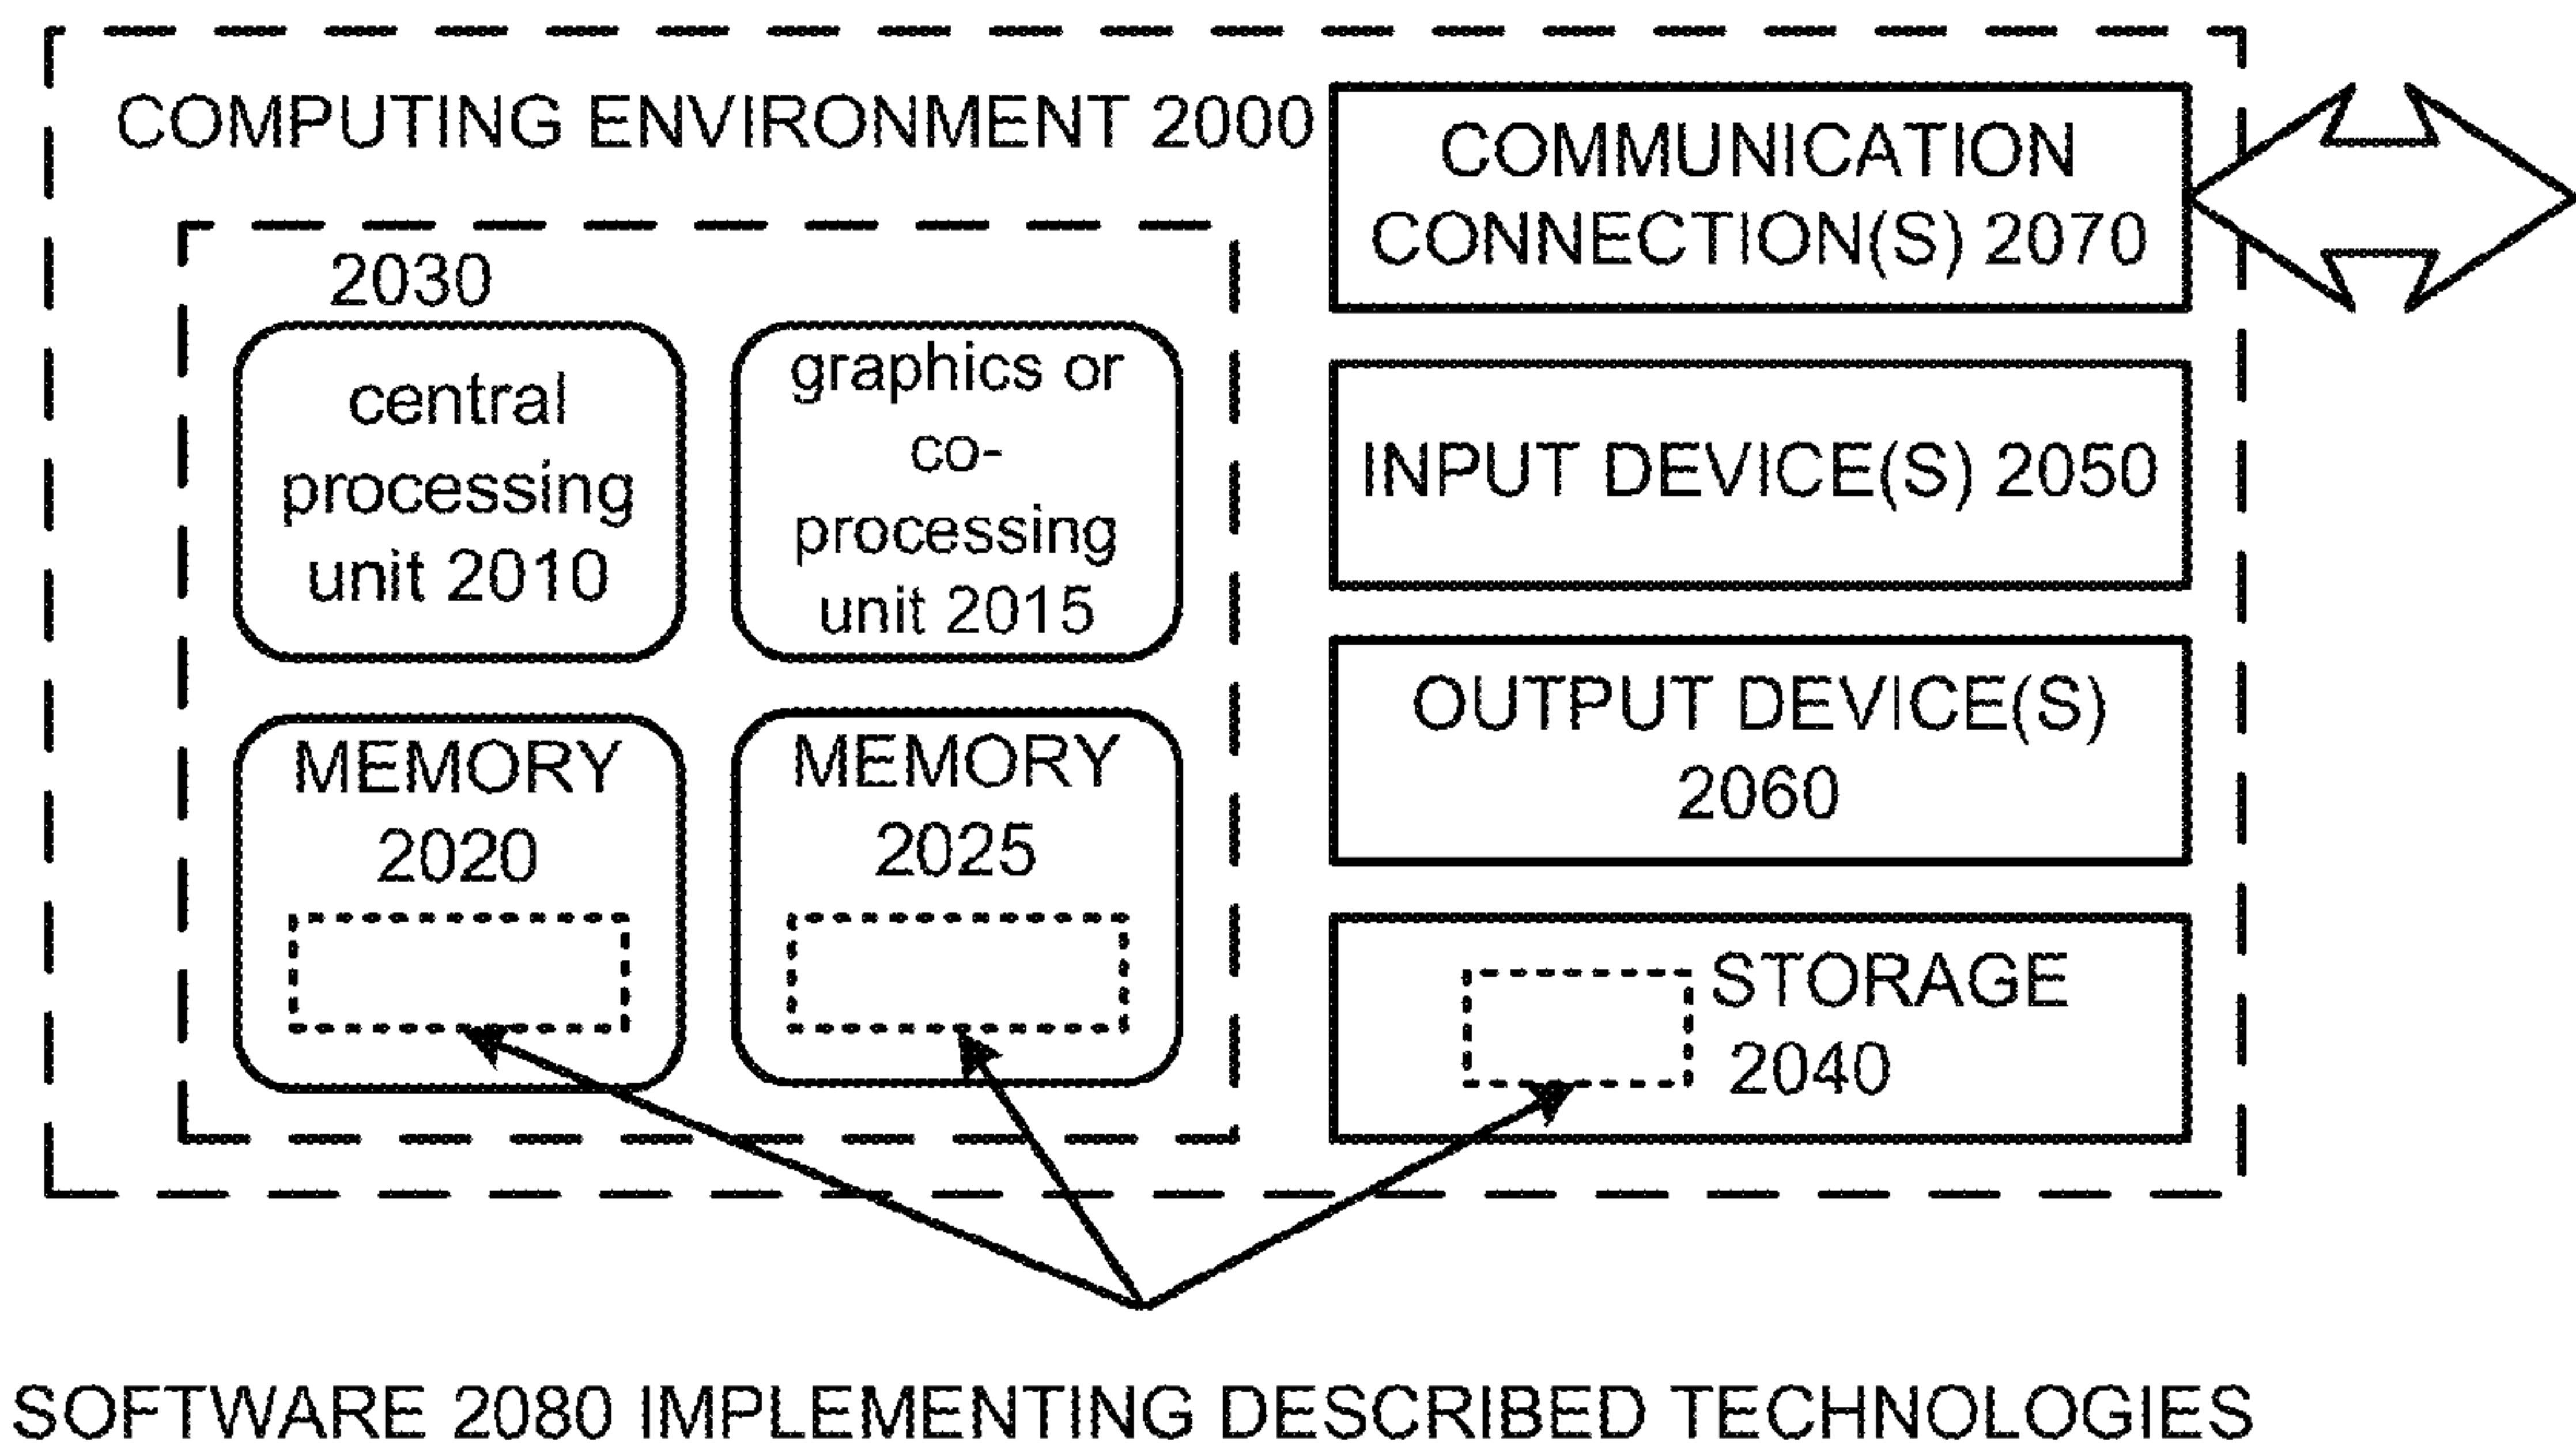 COMPUTING ENVIRONMENT 2000
2030
central
processing
unit 2010
graphics or
co-
processing
unit 2015
MEMORY
2020
MEMORY
2025
COMMUNICATION
CONNECTION(S) 2070
INPUT DEVICE(S) 2050
OUTPUT DEVICE(S)
2060
STORAGE
2040
SOFTWARE 2080 IMPLEMENTING DESCRIBED TECHNOLOGIES